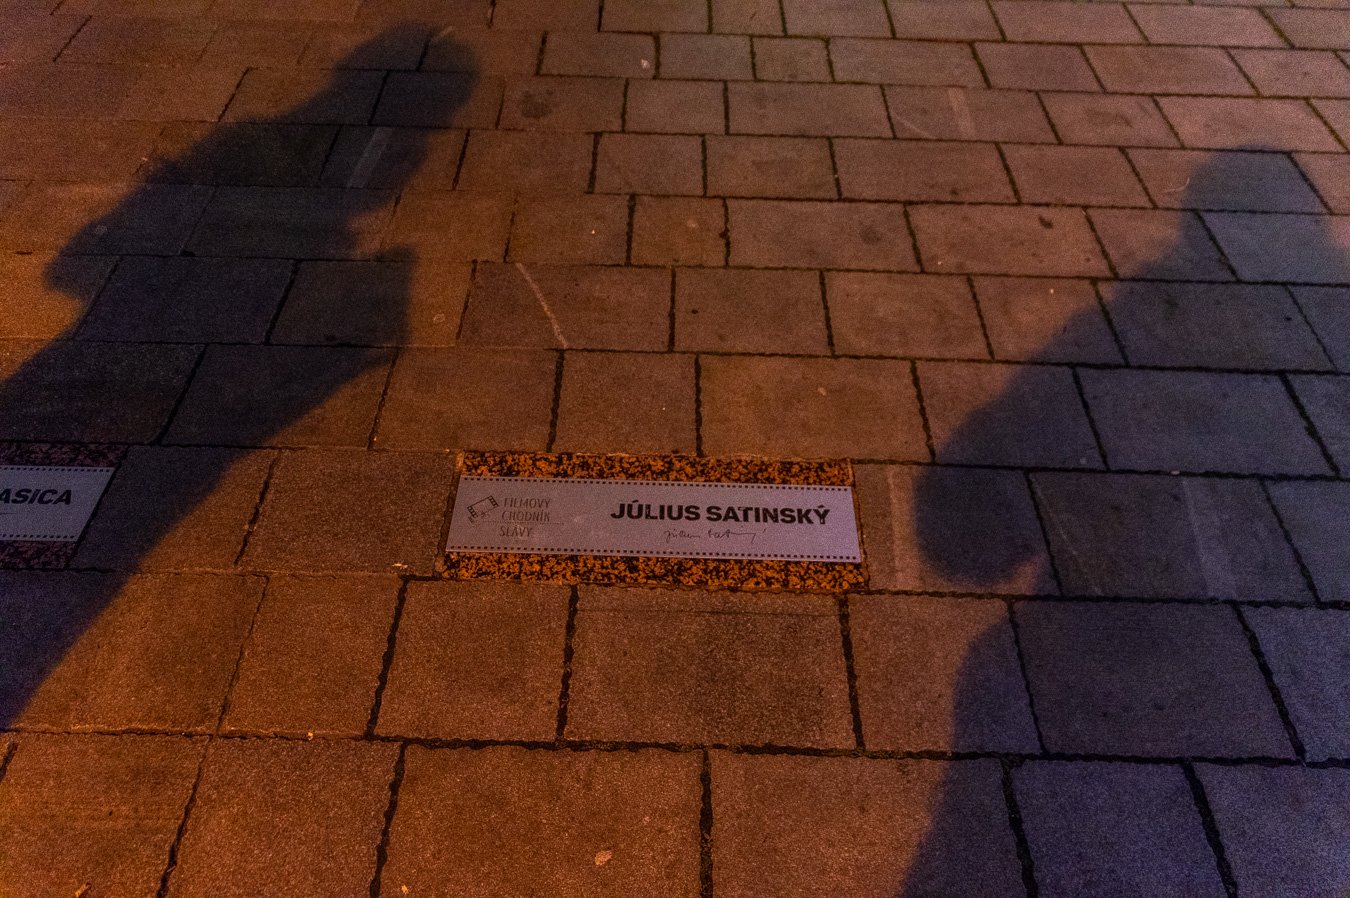 ASICA
FILMOVÝ
CHODNÍK
SLÁVY
JÚLIUS SATINSKÝ